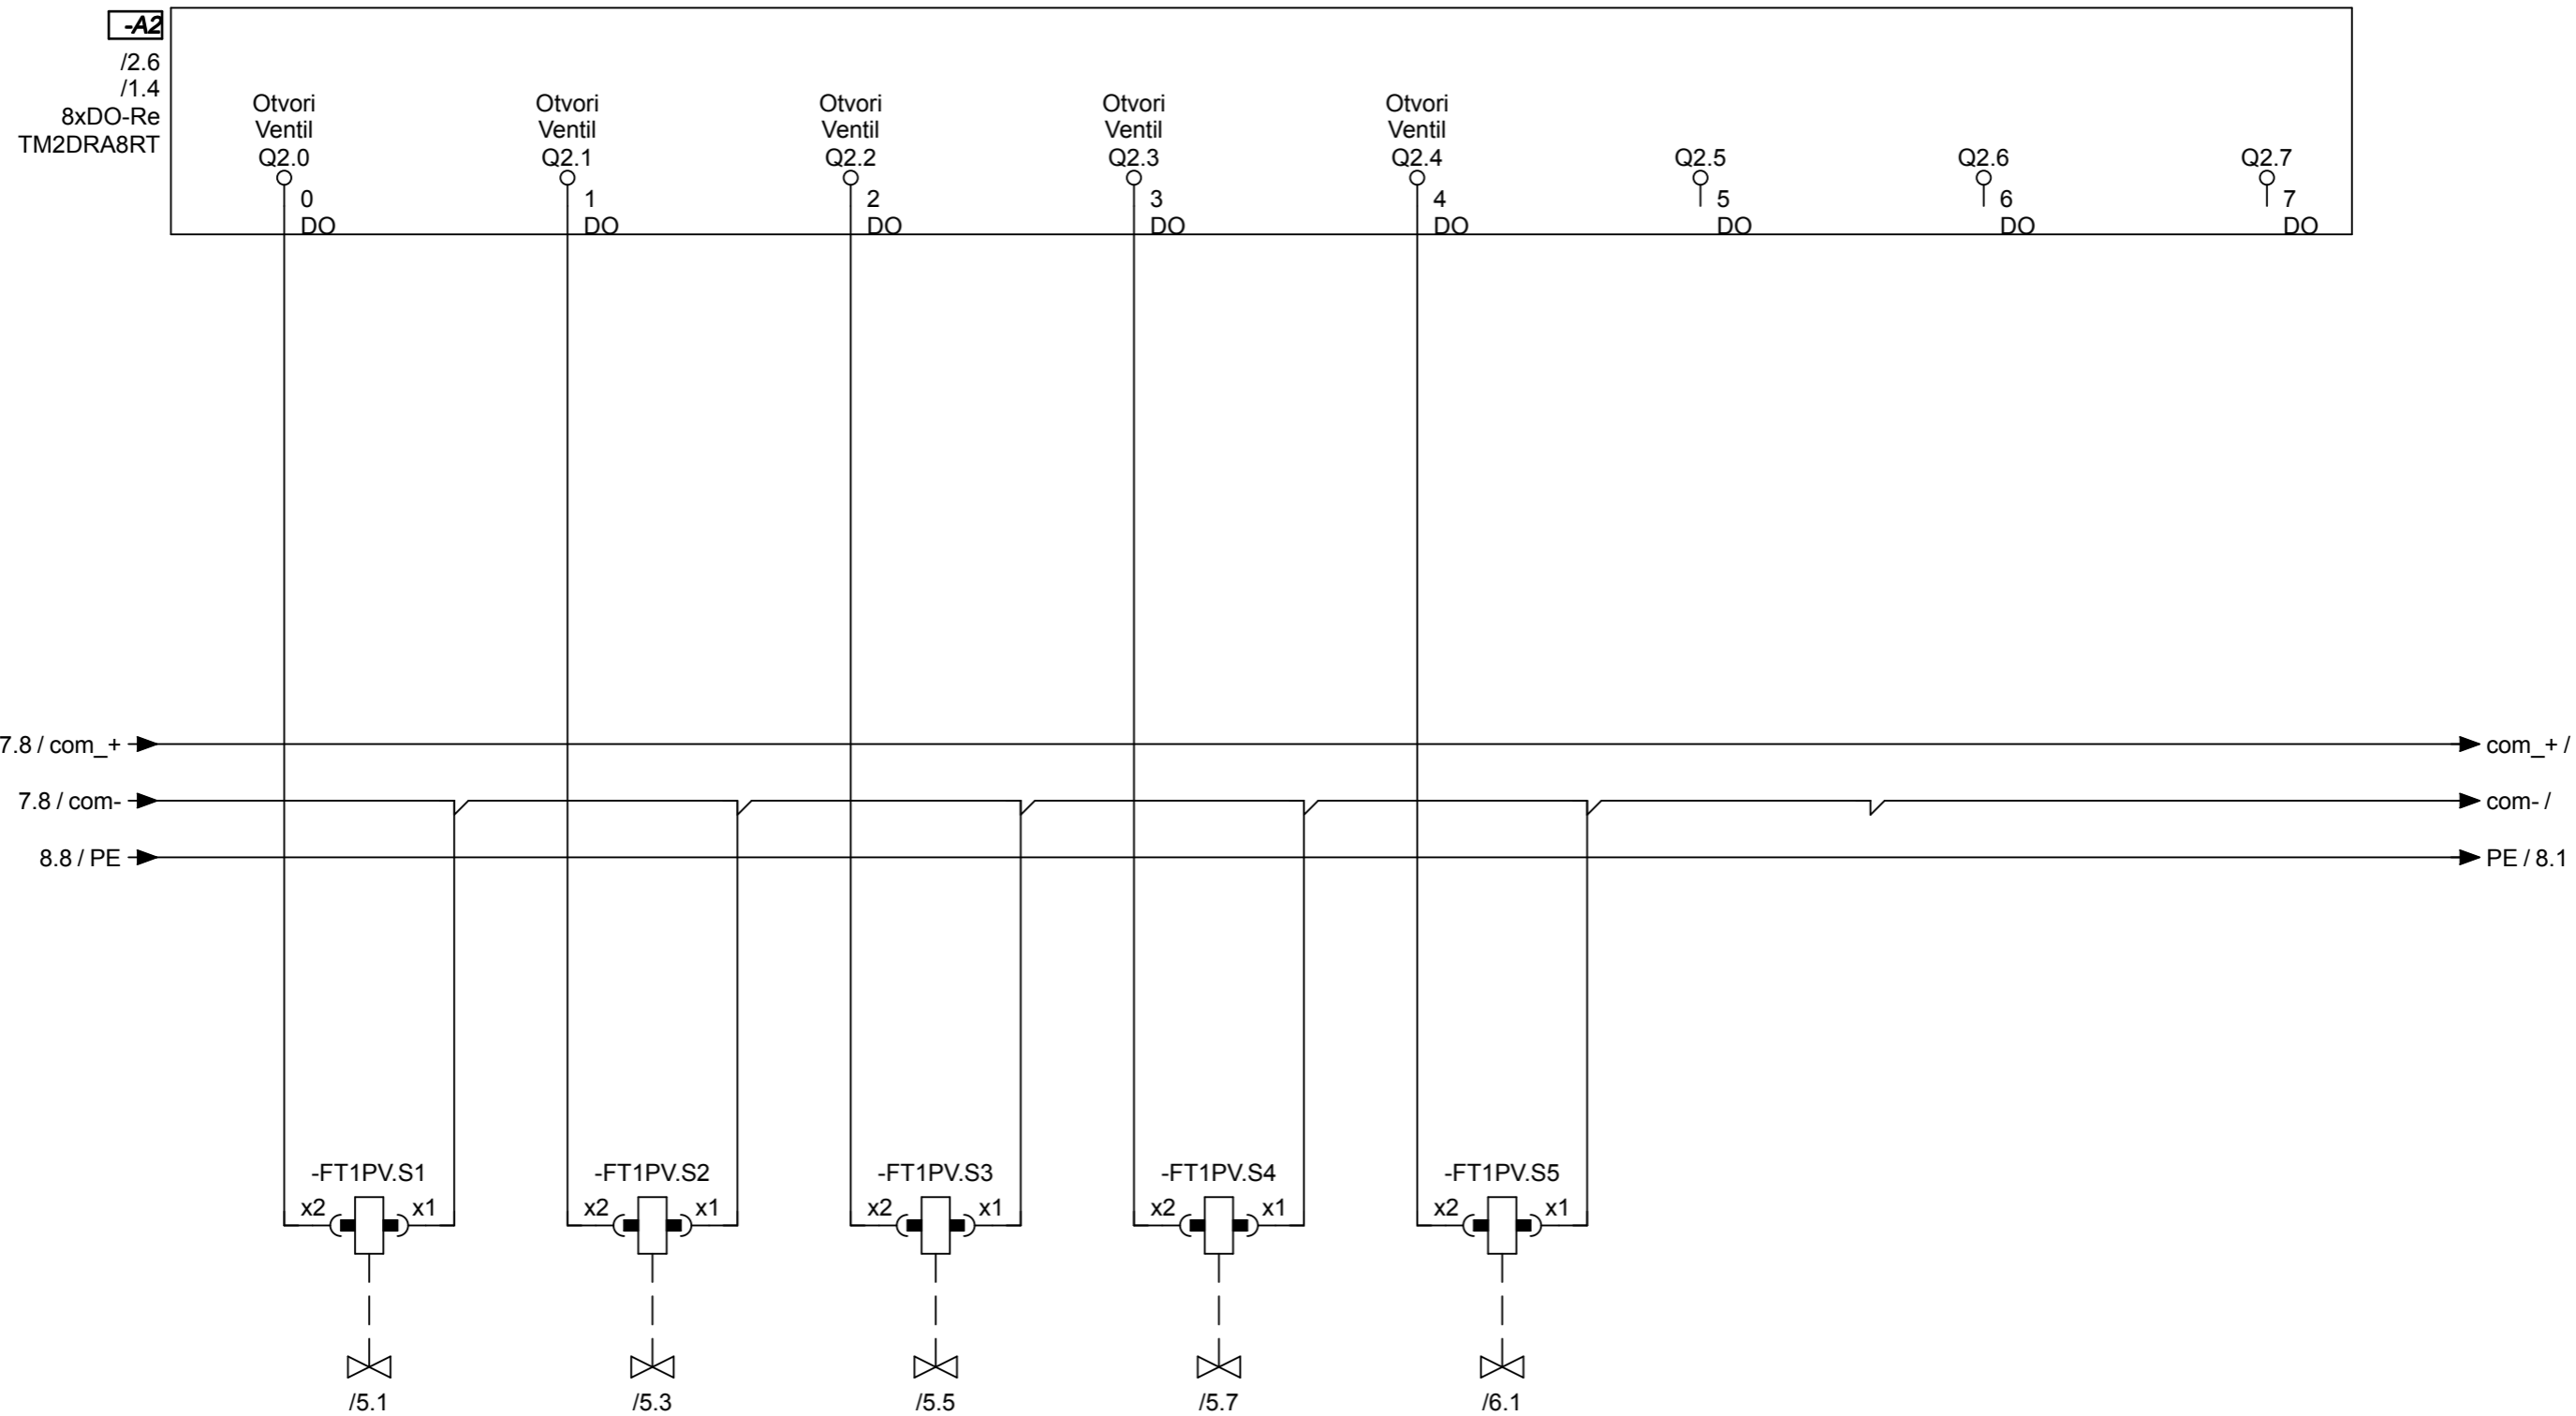 -A2
/2.6
/1.4
8xDO-Re
TM2DRA8RT
Otvori
Ventil
Q2.0
0
DO
Otvori
Ventil
Q2.1
1
DO
Otvori
Ventil
Q2.2
2
DO
Otvori
Ventil
Q2.3
3
DO
Otvori
Ventil
Q2.4
4
DO
Q2.5
5
DO
Q2.6
6
DO
Q2.7
7
DO
7.8 / com_+
com_+ /
7.8 / com-
com- /
8.8 / PE
PE / 8.1
-FT1PV.S1
x2 x1
/5.1
-FT1PV.S2
x2 x1
/5.3
-FT1PV.S3
x2 x1
/5.5
-FT1PV.S4
x2 x1
/5.7
-FT1PV.S5
x2 x1
/6.1